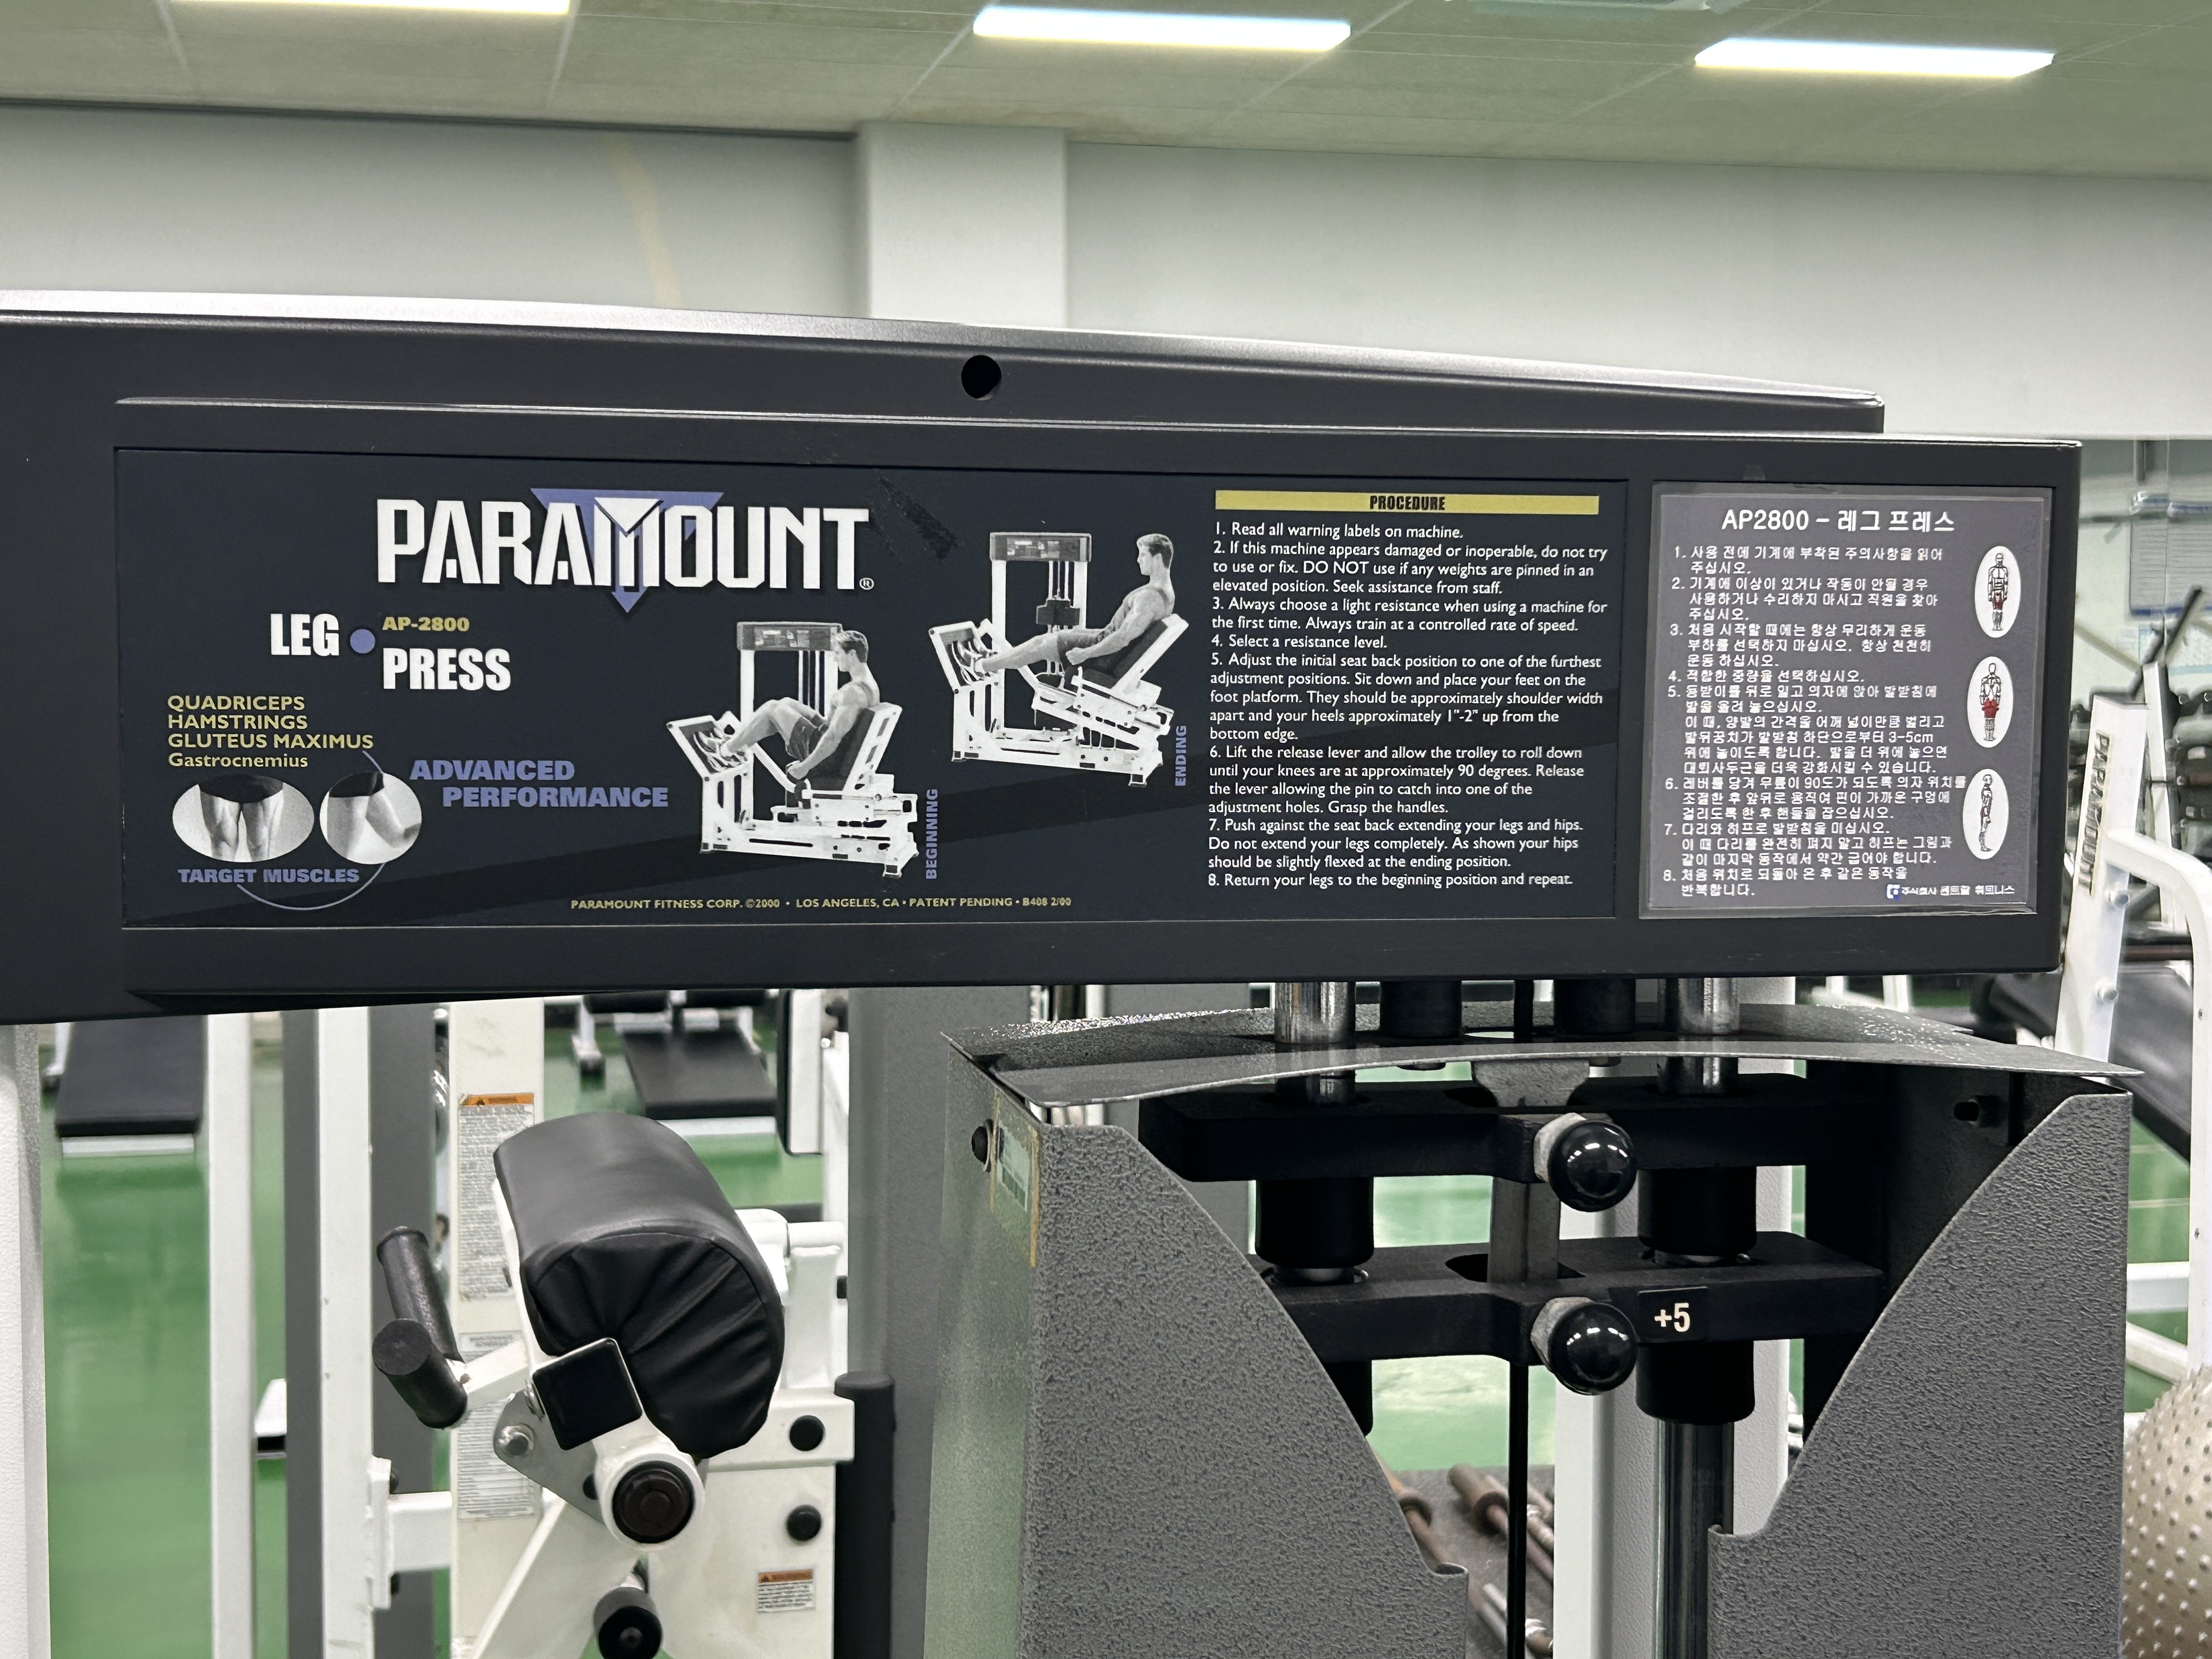 PARAMOUNT®
LEG • AP-2800
PRESS
QUADRICEPS
HAMSTRINGS
GLUTEUS MAXIMUS
Gastrocnemius
ADVANCED
PERFORMANCE
TARGET MUSCLES
BEGINNING
ENDING
PARAMOUNT FITNESS CORP. ©2000 • LOS ANGELES, CA • PATENT PENDING • B408 2/00
PROCEDURE
1. Read all warning labels on machine.
2. If this machine appears damaged or inoperable, do not try
to use or fix. DO NOT use if any weights are pinned in an
elevated position. Seek assistance from staff.
3. Always choose a light resistance when using a machine for
the first time. Always train at a controlled rate of speed.
4. Select a resistance level.
5. Adjust the initial seat back position to one of the furthest
adjustment positions. Sit down and place your feet on the
foot platform. They should be approximately shoulder width
apart and your heels approximately 1"-2" up from the
bottom edge.
6. Lift the release lever and allow the trolley to roll down
until your knees are at approximately 90 degrees. Release
the lever allowing the pin to catch into one of the
adjustment holes. Grasp the handles.
7. Push against the seat back extending your legs and hips.
Do not extend your legs completely. As shown your hips
should be slightly flexed at the ending position.
8. Return your legs to the beginning position and repeat.
AP2800 - 레그 프레스
1. 사용 전에 기계에 부착된 주의사항을 읽어
주십시오.
2. 기계에 이상이 있거나 작동이 안될 경우
사용하거나 수리하지 마시고 직원을 찾아
주십시오.
3. 처음 시작할 때에는 항상 무리하게 운동
부하를 선택하지 마십시오. 항상 천천히
운동 하십시오.
4. 적합한 중량을 선택하십시오.
5. 등받이를 뒤로 밀고 의자에 앉아 발받침에
발을 올려 놓으십시오.
이 때, 양발의 간격을 어깨 넓이만큼 벌리고
발뒤꿈치가 발받침 하단으로부터 3-5cm
위에 놓이도록 합니다. 발을 더 위에 놓으면
대퇴사두근을 더욱 강화시킬 수 있습니다.
6. 레버를 당겨 무릎이 90도가 되도록 의자 위치를
조절한 후 앞뒤로 움직여 핀이 가까운 구멍에
걸리도록 한 후 핸들을 잡으십시오.
7. 다리와 히프로 발받침을 미십시오.
이 때 다리를 완전히 펴지 말고 히프는 그림과
같이 마지막 동작에서 약간 굽어야 합니다.
8. 처음 위치로 되돌아 온 후 같은 동작을
반복합니다.
주식회사 센트랄 휘트니스
PARAMOUNT
+5